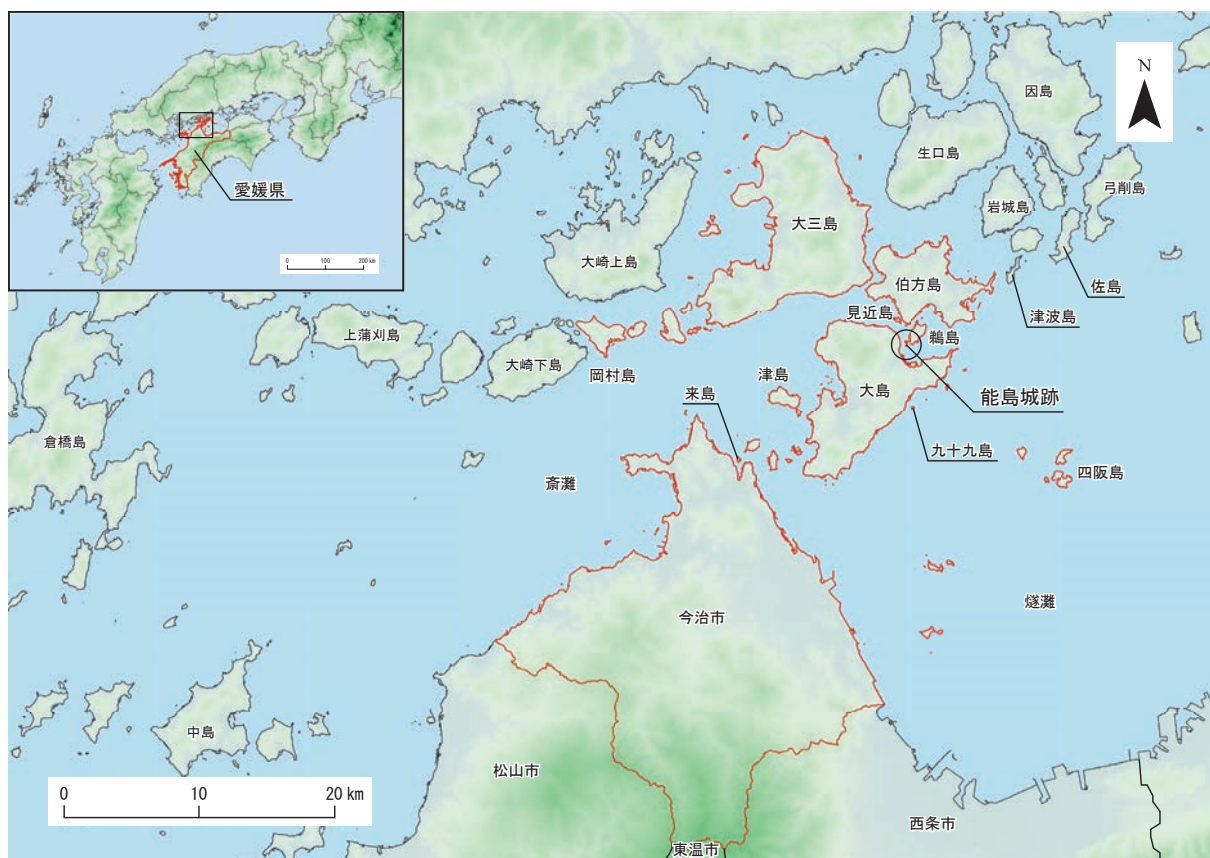 愛媛県
0 100 200 km
N
因島
生口島
弓削島
岩城島
大三島
大崎上島
佐島
伯方島
津波島
見近島
鵜島
上蒲刈島
大崎下島
岡村島
津島
大島
来島
能島城跡
九十九島
倉橋島
四阪島
斎灘
燧灘
今治市
中島
松山市
0 10 20 km
西条市
東温市